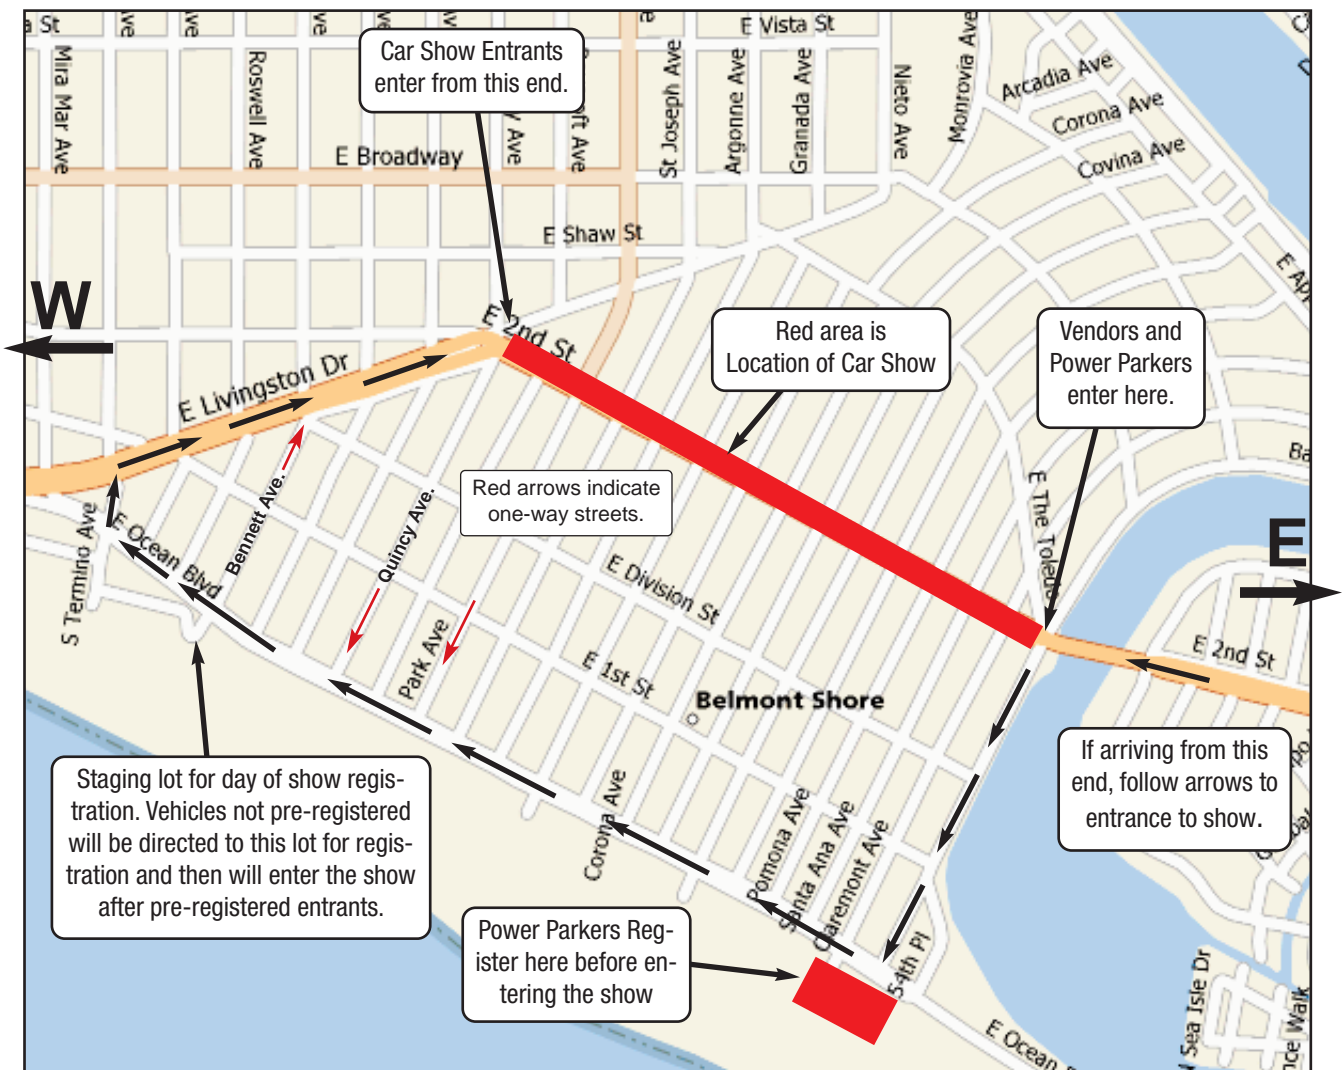 E Vista St
Car Show Entrants
enter from this end.
Mira Mar Ave
Roswell Ave
St Joseph Ave
Argonne Ave
Granada Ave
Nieto Ave
Monrovia Ave
Arcadia Ave
Corona Ave
Covina Ave
E Broadway
E Shaw St
W
E 2nd St
E Livingston Dr
Red area is
Location of Car Show
Vendors and
Power Parkers
enter here.
Red arrows indicate
one-way streets.
Bennett Ave.
Quincy Ave.
E The Toledo
E
S Termino Ave
E Ocean Blvd
E Division St
Park Ave
E 1st St
E 2nd St
Belmont Shore
Staging lot for day of show regis-
tration. Vehicles not pre-registered
will be directed to this lot for regis-
tration and then will enter the show
after pre-registered entrants.
If arriving from this
end, follow arrows to
entrance to show.
Corona Ave
Pomona Ave
Santa Ana Ave
Claremont Ave
Power Parkers Reg-
ister here before en-
tering the show
54th Pl
E Ocean
Sea Isle Dr
Walk